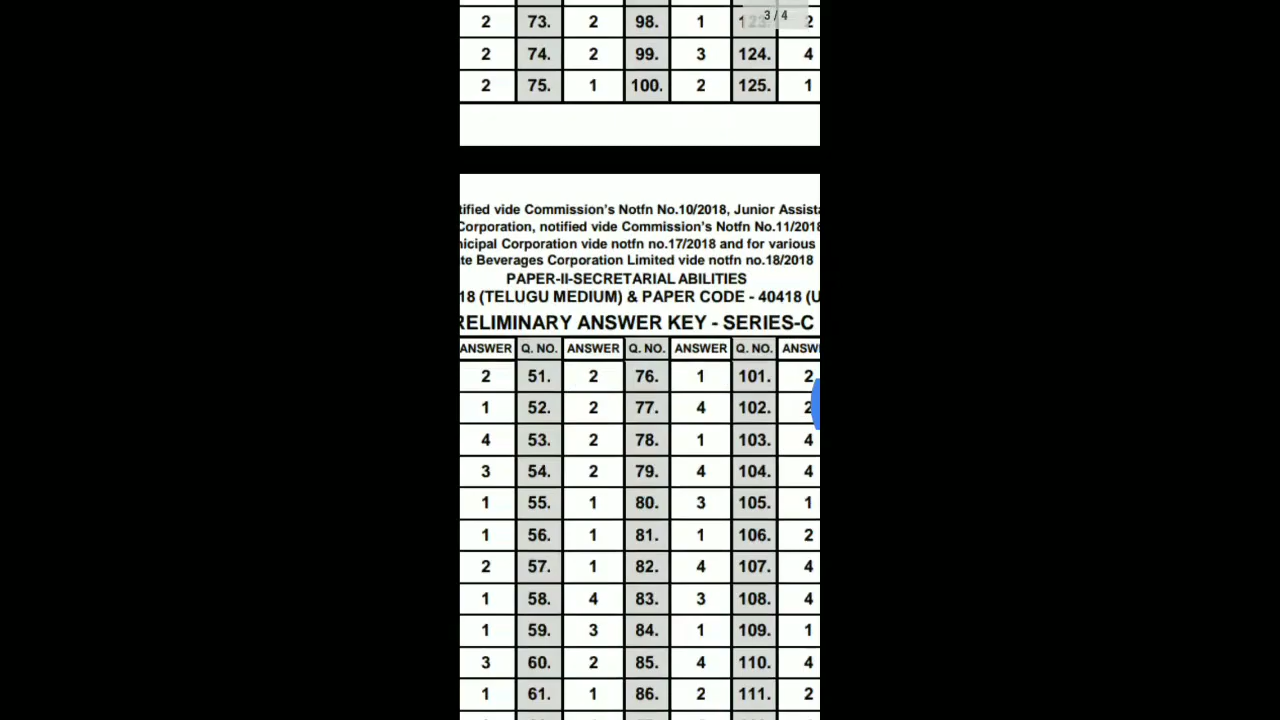 2 73. 2 98. 1 123. 2
3 / 4
2 74. 2 99. 3 124. 4
2 75. 1 100. 2 125. 1
tified vide Commission's Notfn No.10/2018, Junior Assista
Corporation, notified vide Commission's Notfn No.11/2018
nicipal Corporation vide notfn no.17/2018 and for various
te Beverages Corporation Limited vide notfn no.18/2018
PAPER-II-SECRETARIAL ABILITIES
18 (TELUGU MEDIUM) & PAPER CODE - 40418 (U
RELIMINARY ANSWER KEY - SERIES-C
ANSWER Q. NO. ANSWER Q. NO. ANSWER Q. NO. ANSW
2 51. 2 76. 1 101. 2
1 52. 2 77. 4 102. 2
4 53. 2 78. 1 103. 4
3 54. 2 79. 4 104. 4
1 55. 1 80. 3 105. 1
1 56. 1 81. 1 106. 2
2 57. 1 82. 4 107. 4
1 58. 4 83. 3 108. 4
1 59. 3 84. 1 109. 1
3 60. 2 85. 4 110. 4
1 61. 1 86. 2 111. 2